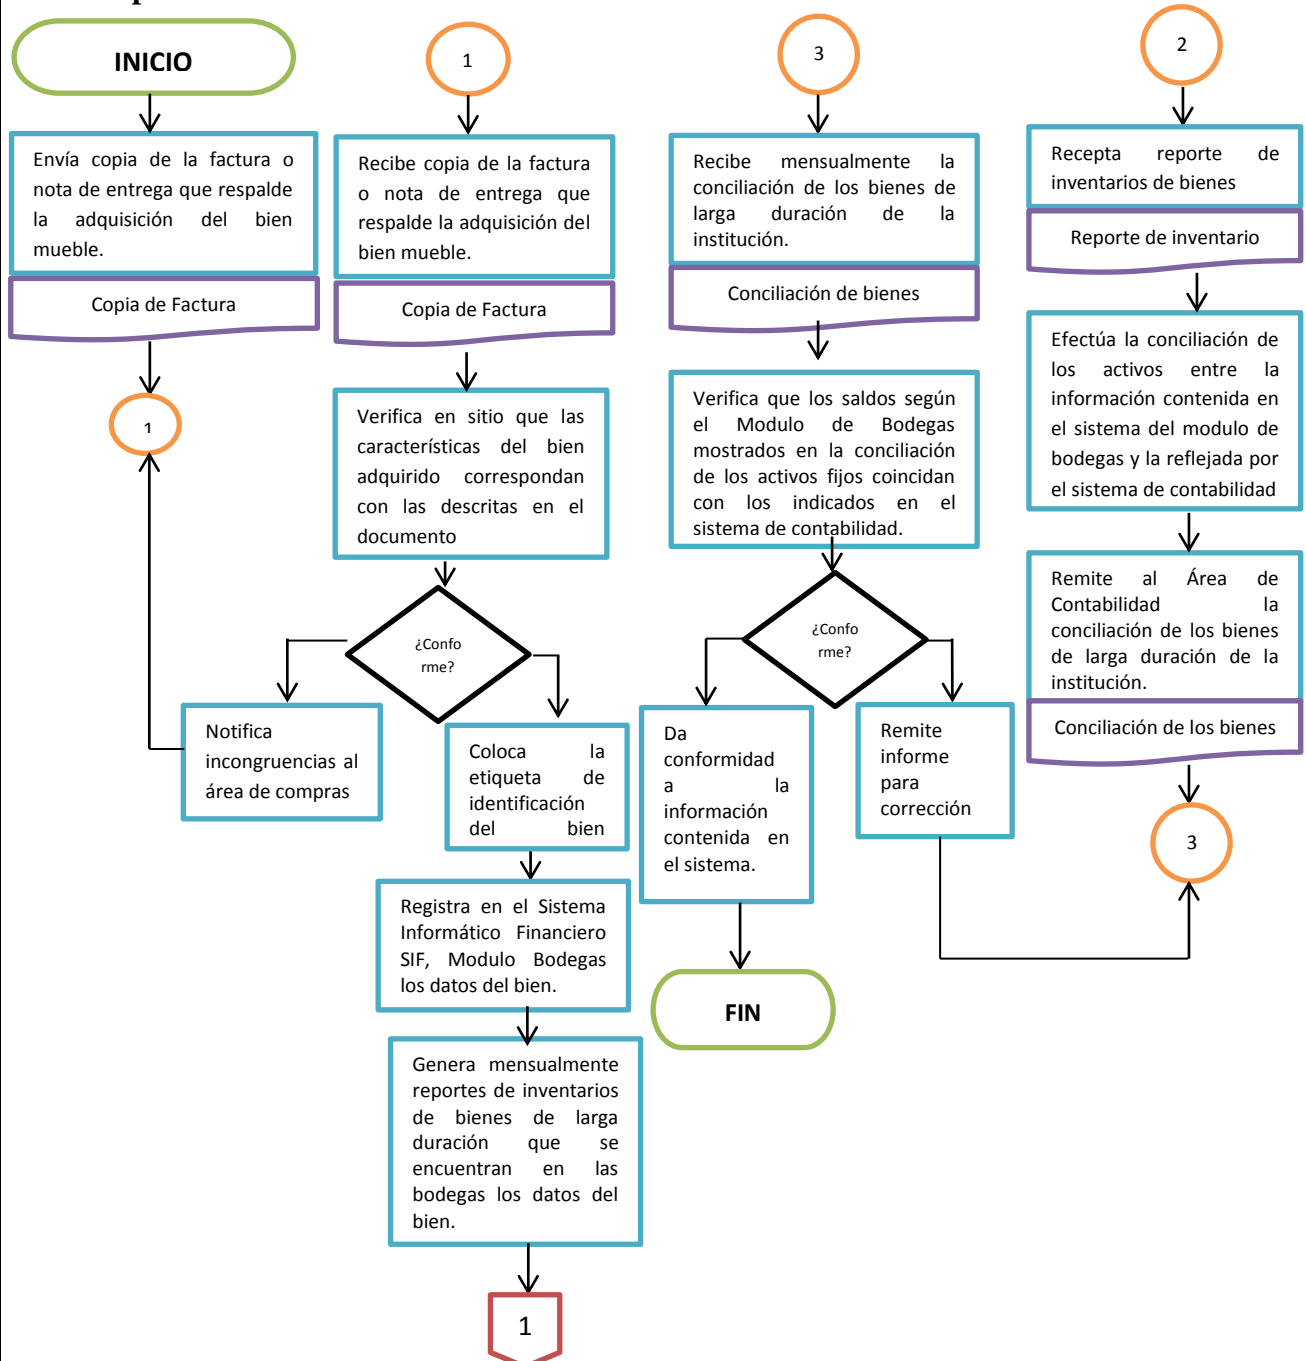 INICIO
Envía copia de la factura o
nota de entrega que respalde
la adquisición del bien
mueble.
Copia de Factura
1
Notifica
incongruencias al
área de compras
1
Recibe copia de la factura
o nota de entrega que
respalde la adquisición del
bien mueble.
Copia de Factura
Verifica en sitio que las
características del bien
adquirido correspondan
con las descritas en el
documento
¿Confo
rme?
Coloca la
etiqueta de
identificación
del bien
Registra en el Sistema
Informático Financiero
SIF, Modulo Bodegas
los datos del bien.
Genera mensualmente
reportes de inventarios
de bienes de larga
duración que se
encuentran en las
bodegas los datos del
bien.
1
3
Recibe mensualmente la
conciliación de los bienes de
larga duración de la
institución.
Conciliación de bienes
Verifica que los saldos según
el Modulo de Bodegas
mostrados en la conciliación
de los activos fijos coincidan
con los indicados en el
sistema de contabilidad.
¿Confo
rme?
Da
conformidad
a la
información
contenida en
el sistema.
FIN
Remite
informe
para
corrección
2
Recepta reporte de
inventarios de bienes
Reporte de inventario
Efectúa la conciliación de
los activos entre la
información contenida en
el sistema del modulo de
bodegas y la reflejada por
el sistema de contabilidad
Remite al Área de
Contabilidad la
conciliación de los bienes
de larga duración de la
institución.
Conciliación de los bienes
3